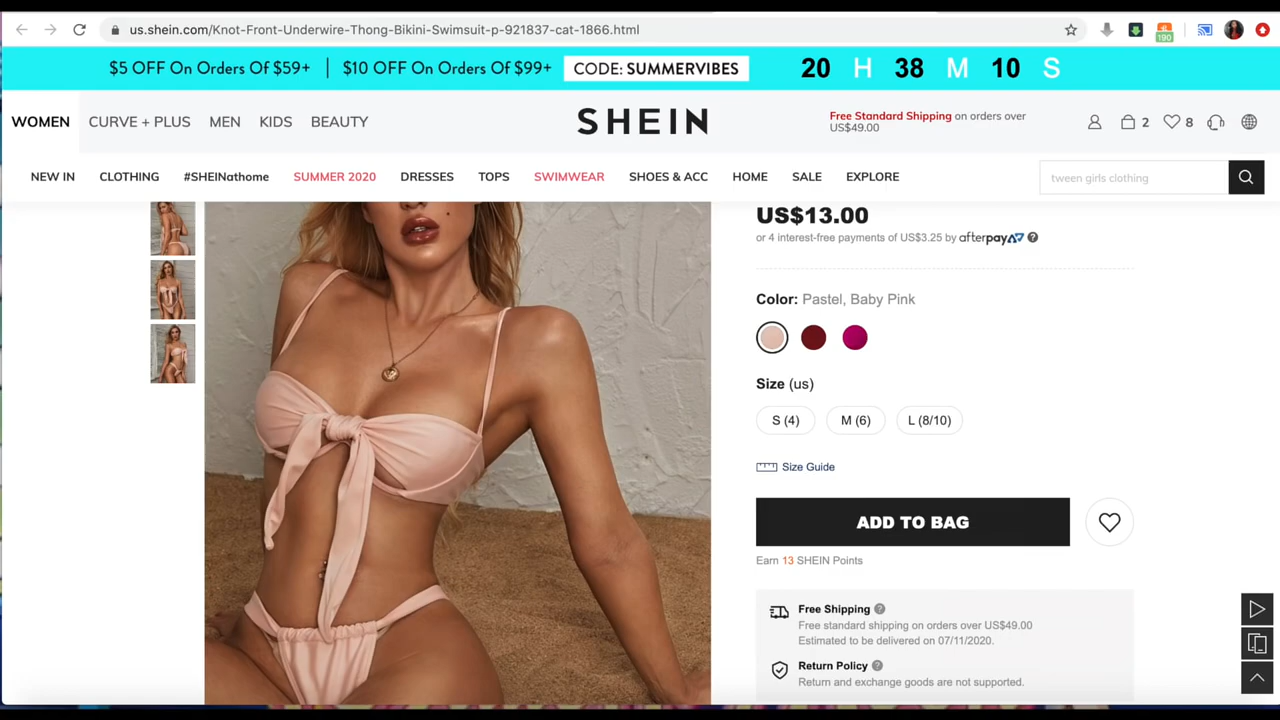 us.shein.com/Knot-Front-Underwire-Thong-Bikini-Swimsuit-p-921837-cat-1866.html
190
$5 OFF On Orders Of $59+ | $10 OFF On Orders Of $99+ CODE: SUMMERVIBES 20 H 38 M 10 S
WOMEN CURVE + PLUS MEN KIDS BEAUTY
SHEIN
Free Standard Shipping on orders over
US$49.00
2 8
NEW IN CLOTHING #SHEINathome SUMMER 2020 DRESSES TOPS SWIMWEAR SHOES & ACC HOME SALE EXPLORE
tween girls clothing
US$13.00
or 4 interest-free payments of US$3.25 by afterpay ?
Color: Pastel, Baby Pink
Size (us)
S (4) M (6) L (8/10)
Size Guide
ADD TO BAG
Earn 13 SHEIN Points
Free Shipping ?
Free standard shipping on orders over US$49.00
Estimated to be delivered on 07/11/2020.
Return Policy ?
Return and exchange goods are not supported.